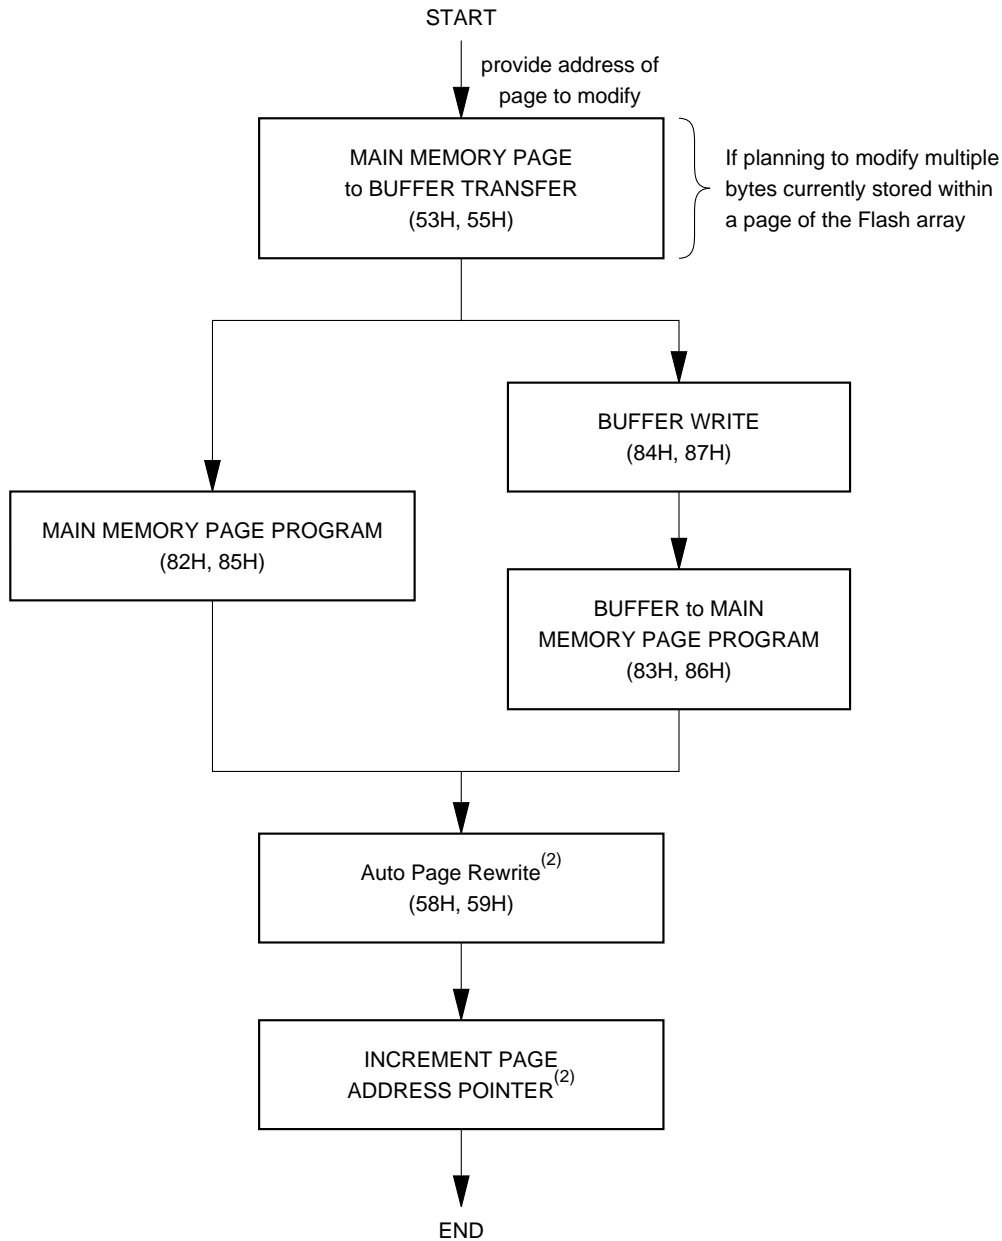 START
provide address of
page to modify
MAIN MEMORY PAGE
to BUFFER TRANSFER
(53H, 55H)
If planning to modify multiple
bytes currently stored within
a page of the Flash array
BUFFER WRITE
(84H, 87H)
MAIN MEMORY PAGE PROGRAM
(82H, 85H)
BUFFER to MAIN
MEMORY PAGE PROGRAM
(83H, 86H)
Auto Page Rewrite(2)
(58H, 59H)
INCREMENT PAGE
ADDRESS POINTER(2)
END